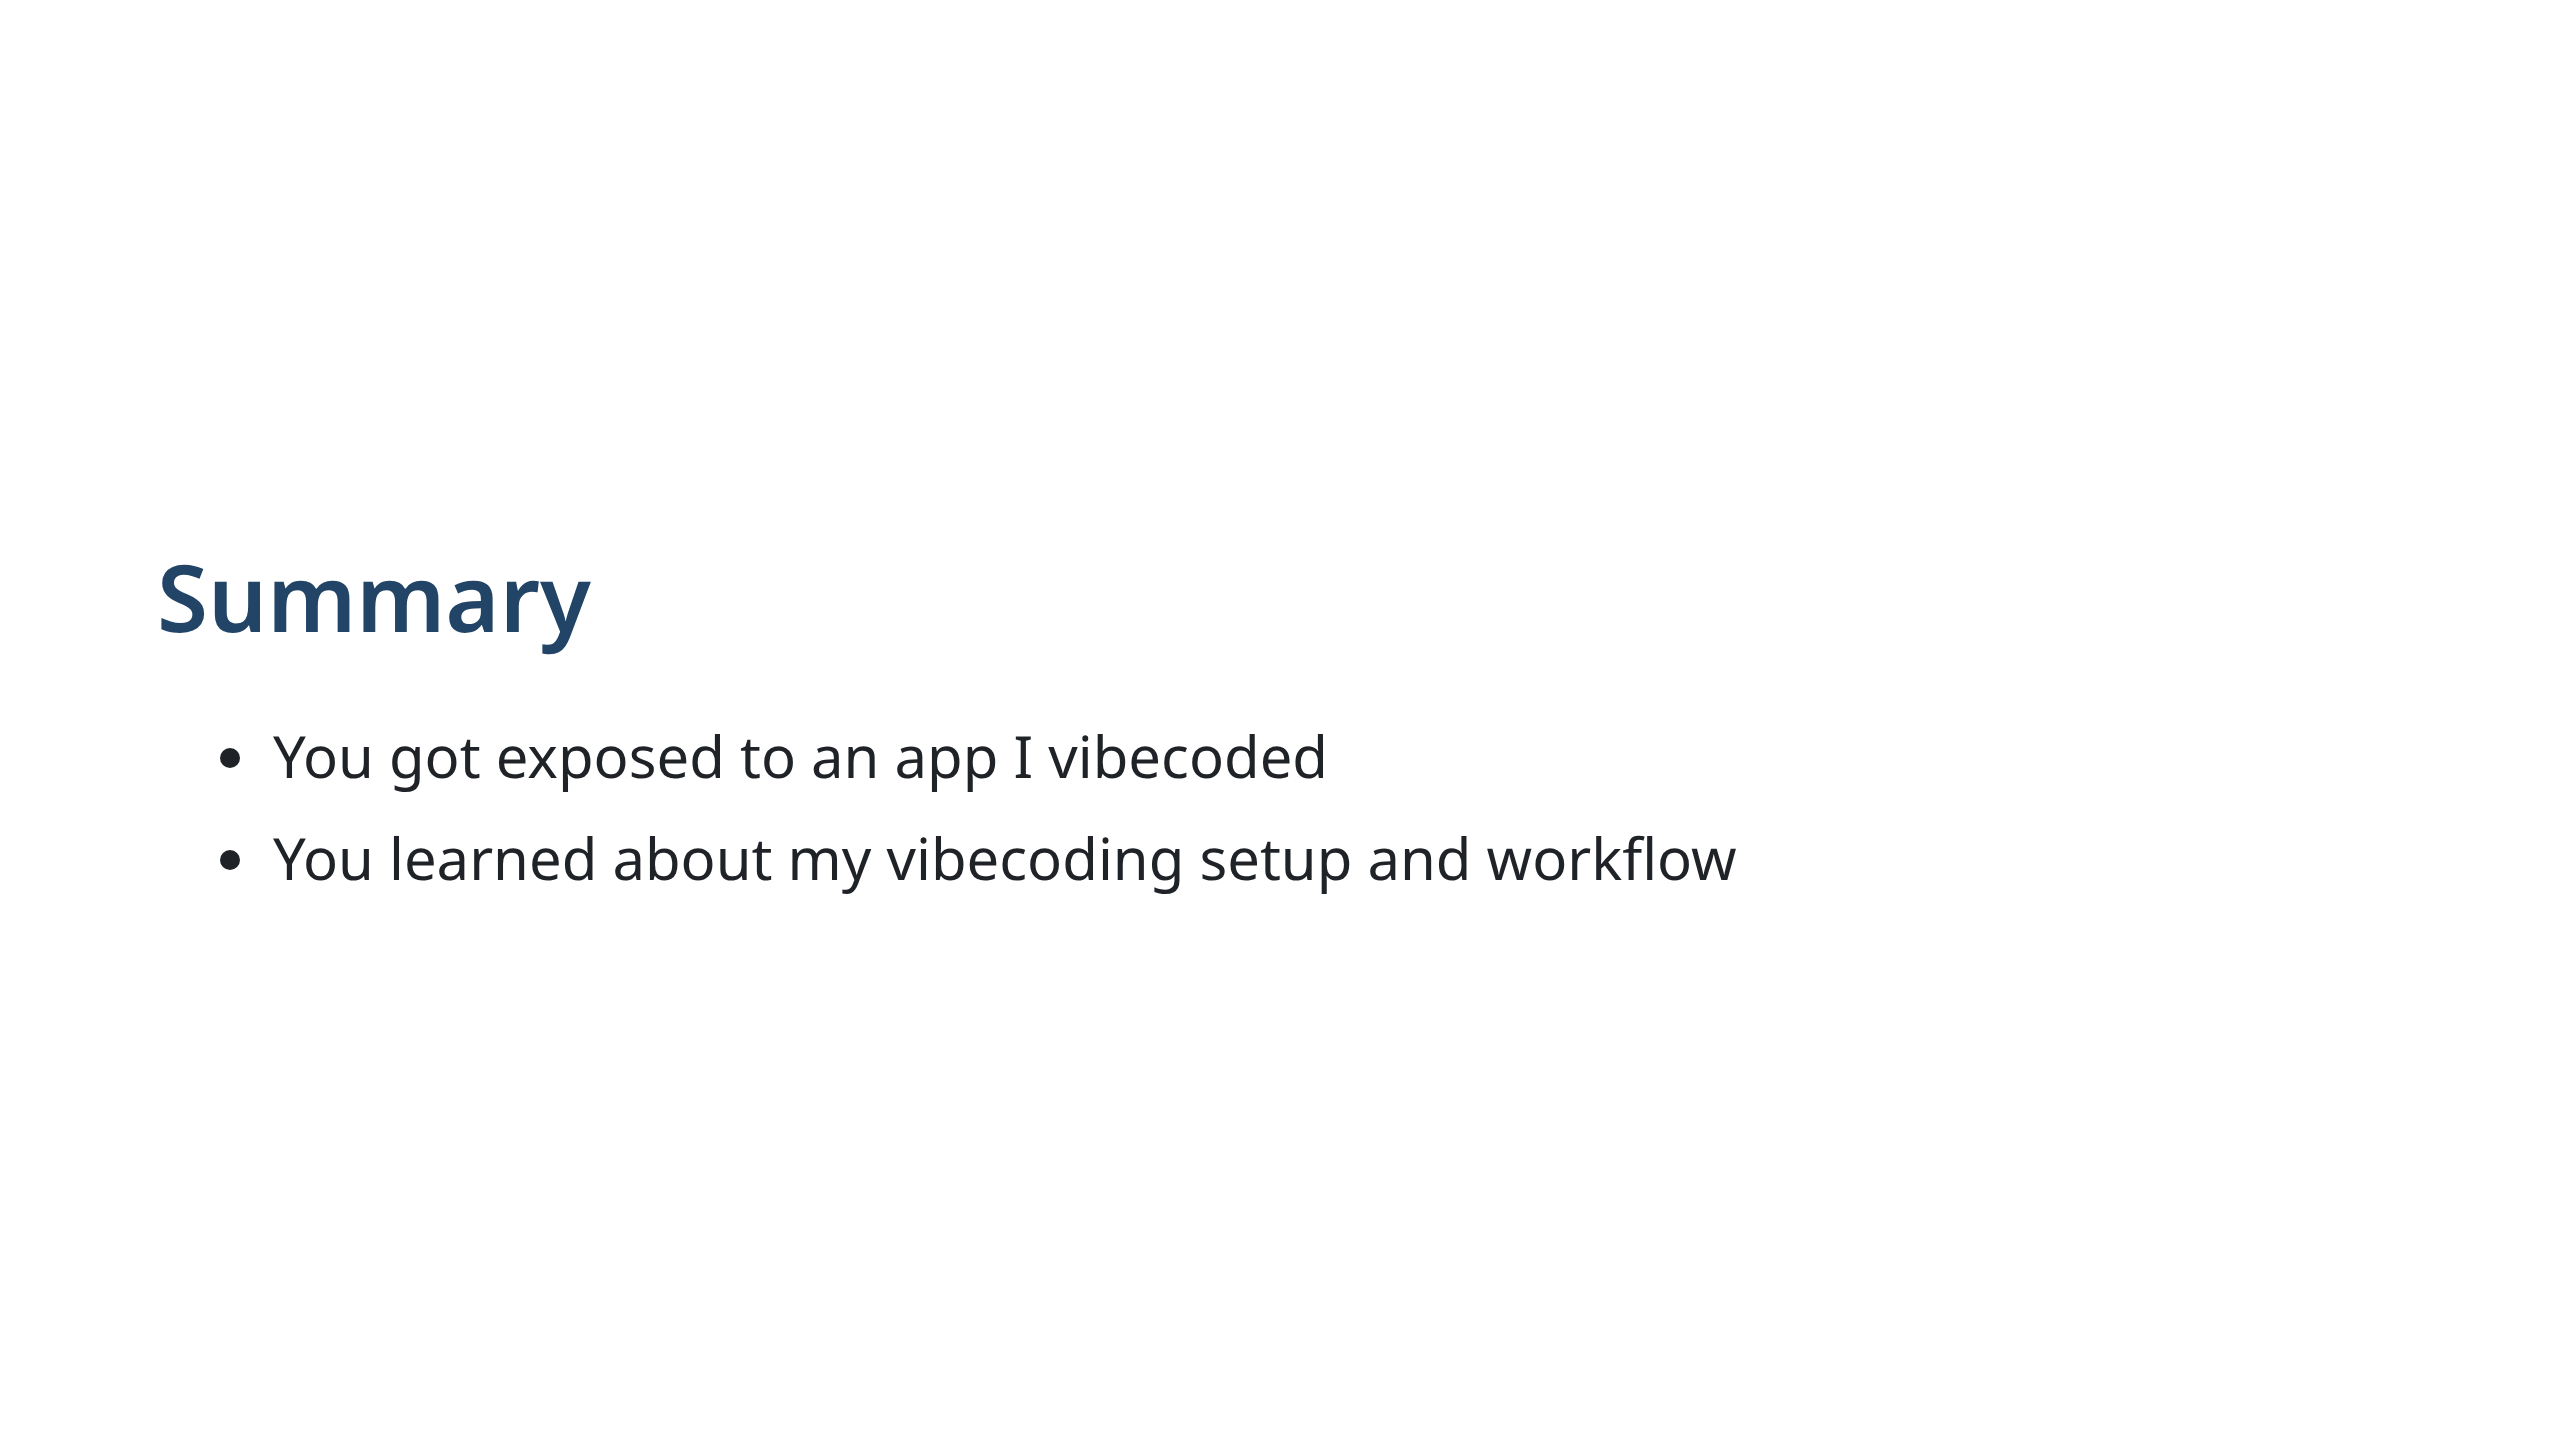 Summary
• You got exposed to an app I vibecoded
• You learned about my vibecoding setup and workflow